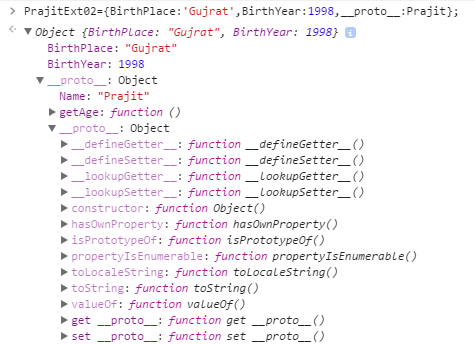 > PrajitExt02={BirthPlace:'Gujrat',BirthYear:1998,__proto__:Prajit};
Object {BirthPlace: "Gujrat", BirthYear: 1998} i
BirthPlace: "Gujrat"
BirthYear: 1998
__proto__: Object
Name: "Prajit"
getAge: function ()
__proto__: Object
__defineGetter__: function __defineGetter__()
__defineSetter__: function __defineSetter__()
__lookupGetter__: function __lookupGetter__()
__lookupSetter__: function __lookupSetter__()
constructor: function Object()
hasOwnProperty: function hasOwnProperty()
isPrototypeOf: function isPrototypeOf()
propertyIsEnumerable: function propertyIsEnumerable()
toLocaleString: function toLocaleString()
toString: function toString()
valueOf: function valueOf()
get __proto__: function get __proto__()
set __proto__: function set __proto__()